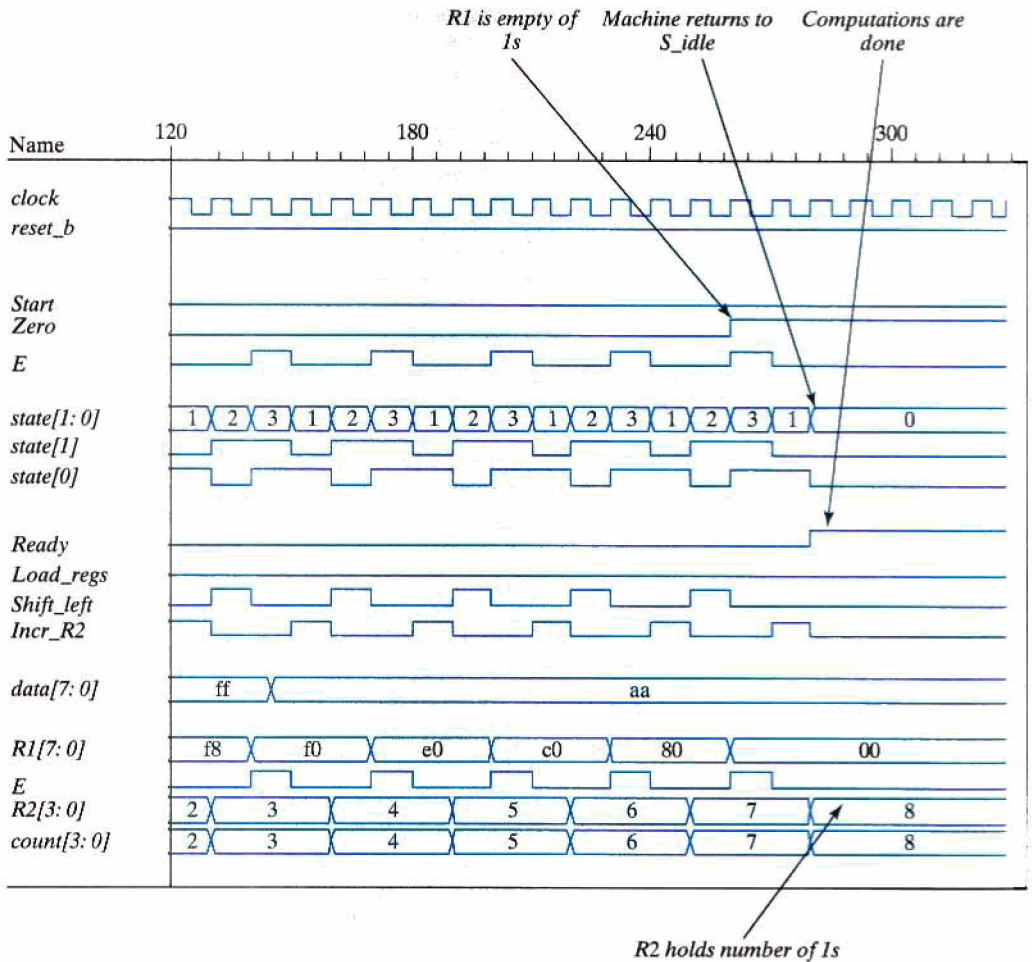 R1 is empty of 1s
Machine returns to S_idle
Computations are done
Name
120 180 240 300
clock
reset_b
Start
Zero
E
state[1: 0] 1 2 3 1 2 3 1 2 3 1 2 3 1 2 3 1 0
state[1]
state[0]
Ready
Load_regs
Shift_left
Incr_R2
data[7: 0] ff aa
R1[7: 0] f8 f0 e0 c0 80 00
E
R2[3: 0] 2 3 4 5 6 7 8
count[3: 0] 2 3 4 5 6 7 8
R2 holds number of 1s